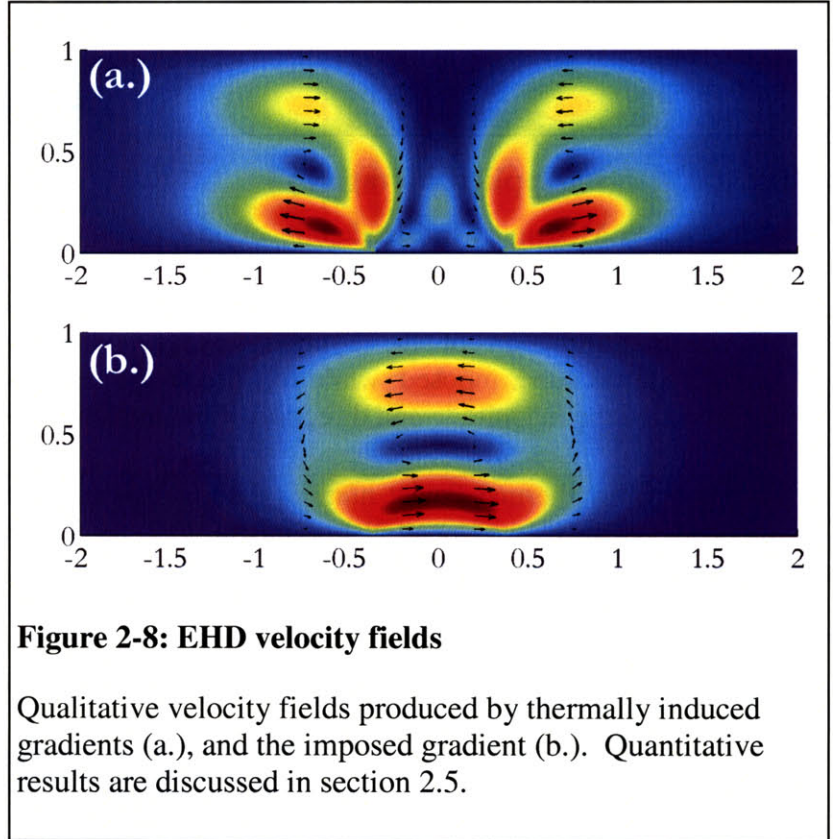 1
(a.)
0.5
0
-2 -1.5 -1 -0.5 0 0.5 1 1.5 2
1
(b.)
0.5
0
-2 -1.5 -1 -0.5 0 0.5 1 1.5 2
Figure 2-8: EHD velocity fields
Qualitative velocity fields produced by thermally induced
gradients (a.), and the imposed gradient (b.).  Quantitative
results are discussed in section 2.5.